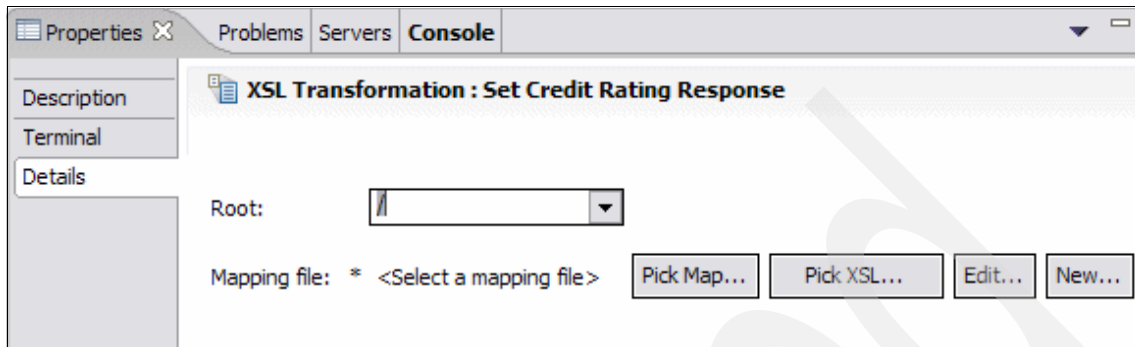 Properties Problems Servers Console
XSL Transformation : Set Credit Rating Response
Description
Terminal
Details
Root: /
Mapping file: * <Select a mapping file> Pick Map... Pick XSL... Edit... New...